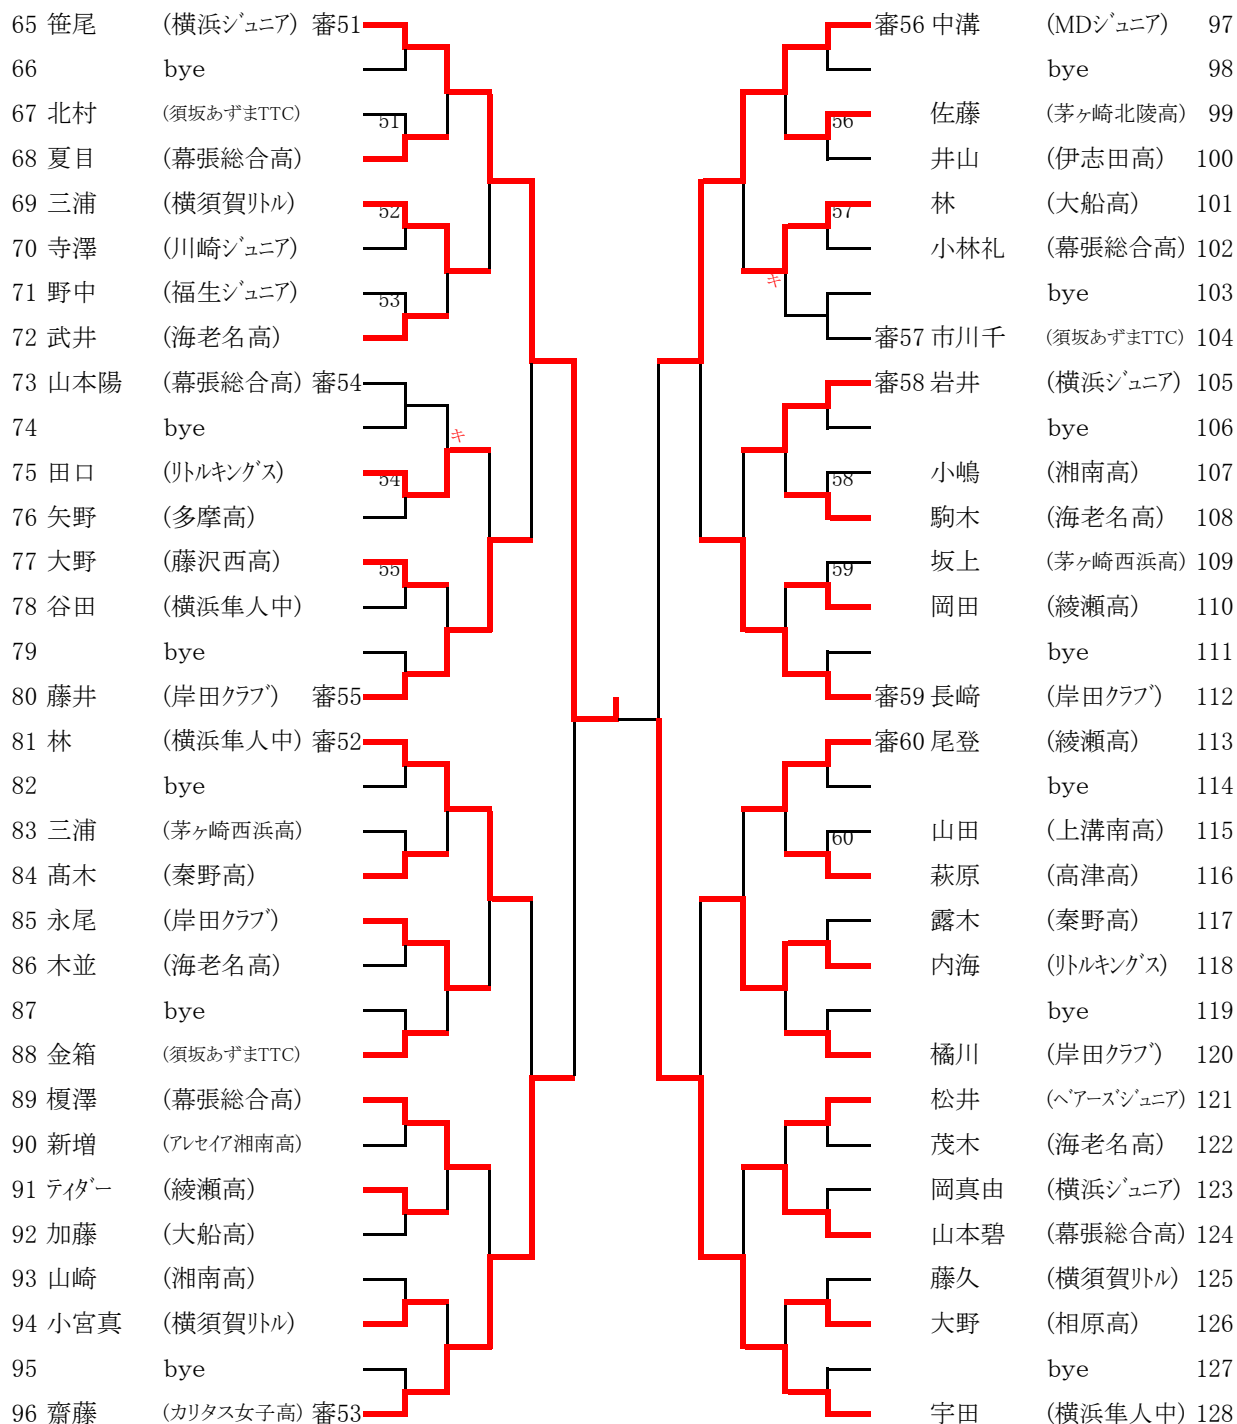 65 笹尾 (横浜ジュニア) 審51
66 bye
67 北村 (須坂あずまTTC) 51
68 夏目 (幕張総合高)
69 三浦 (横須賀リトル) 52
70 寺澤 (川崎ジュニア)
71 野中 (福生ジュニア) 53
72 武井 (海老名高)
73 山本陽 (幕張総合高) 審54
74 bye
キ
75 田口 (リトルキングス) 54
76 矢野 (多摩高)
77 大野 (藤沢西高) 55
78 谷田 (横浜隼人中)
79 bye
80 藤井 (岸田クラブ) 審55
81 林 (横浜隼人中) 審52
82 bye
83 三浦 (茅ヶ崎西浜高)
84 髙木 (秦野高)
85 永尾 (岸田クラブ)
86 木並 (海老名高)
87 bye
88 金箱 (須坂あずまTTC)
89 榎澤 (幕張総合高)
90 新増 (アレセイア湘南高)
91 ティダー (綾瀬高)
92 加藤 (大船高)
93 山崎 (湘南高)
94 小宮真 (横須賀リトル)
95 bye
96 齋藤 (カリタス女子高) 審53
審56 中溝 (MDジュニア) 97
bye 98
56 佐藤 (茅ヶ崎北陵高) 99
井山 (伊志田高) 100
57 林 (大船高) 101
小林礼 (幕張総合高) 102
キ
bye 103
審57 市川千 (須坂あずまTTC) 104
審58 岩井 (横浜ジュニア) 105
bye 106
58 小嶋 (湘南高) 107
駒木 (海老名高) 108
59 坂上 (茅ヶ崎西浜高) 109
岡田 (綾瀬高) 110
bye 111
審59 長﨑 (岸田クラブ) 112
審60 尾登 (綾瀬高) 113
bye 114
60 山田 (上溝南高) 115
萩原 (高津高) 116
露木 (秦野高) 117
内海 (リトルキングス) 118
bye 119
橘川 (岸田クラブ) 120
松井 (ベアーズジュニア) 121
茂木 (海老名高) 122
岡真由 (横浜ジュニア) 123
山本碧 (幕張総合高) 124
藤久 (横須賀リトル) 125
大野 (相原高) 126
bye 127
宇田 (横浜隼人中) 128